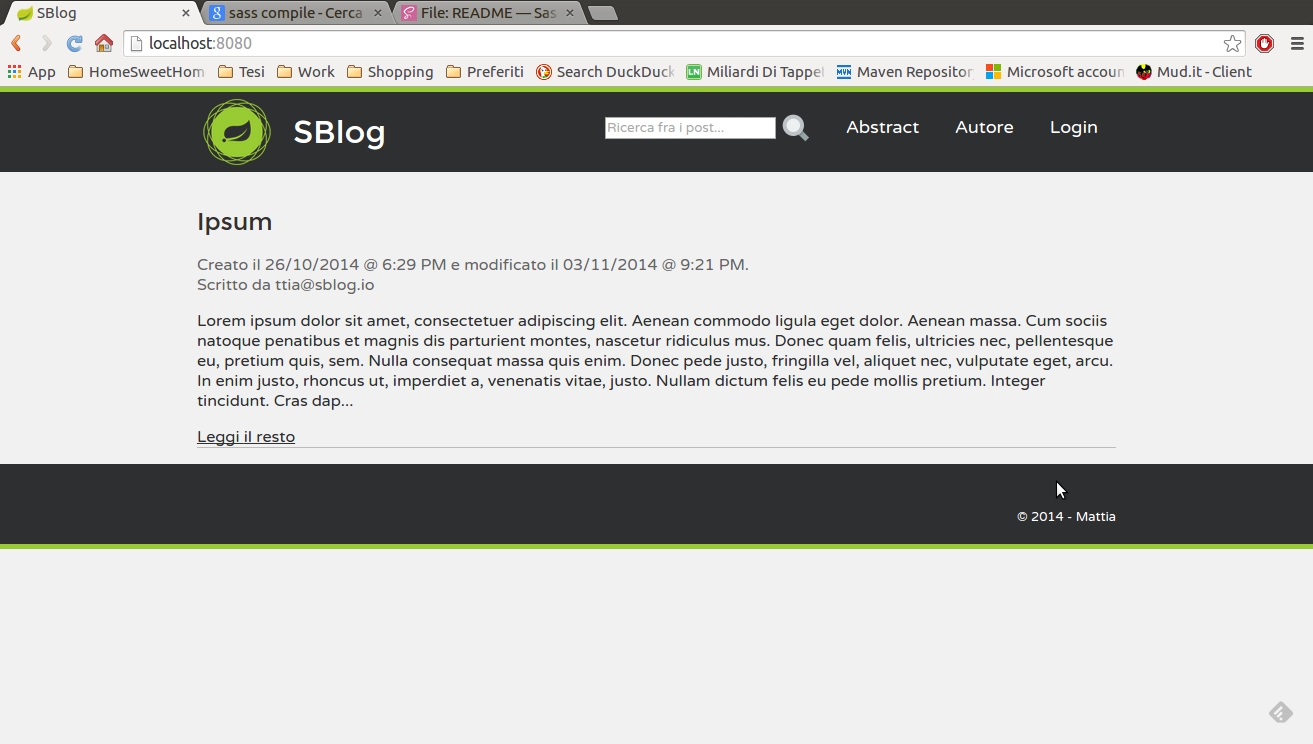 SBlog
sass compile - Cerca
File: README — Sas
localhost:8080
App HomeSweetHom Tesi Work Shopping Preferiti Search DuckDuck LN Miliardi Di Tappet MVN Maven Repositor Microsoft accoun Mud.it - Client
SBlog
Ricerca fra i post...
Abstract Autore Login
Ipsum
Creato il 26/10/2014 @ 6:29 PM e modificato il 03/11/2014 @ 9:21 PM.
Scritto da ttia@sblog.io
Lorem ipsum dolor sit amet, consectetuer adipiscing elit. Aenean commodo ligula eget dolor. Aenean massa. Cum sociis
natoque penatibus et magnis dis parturient montes, nascetur ridiculus mus. Donec quam felis, ultricies nec, pellentesque
eu, pretium quis, sem. Nulla consequat massa quis enim. Donec pede justo, fringilla vel, aliquet nec, vulputate eget, arcu.
In enim justo, rhoncus ut, imperdiet a, venenatis vitae, justo. Nullam dictum felis eu pede mollis pretium. Integer
tincidunt. Cras dap...
Leggi il resto
© 2014 - Mattia